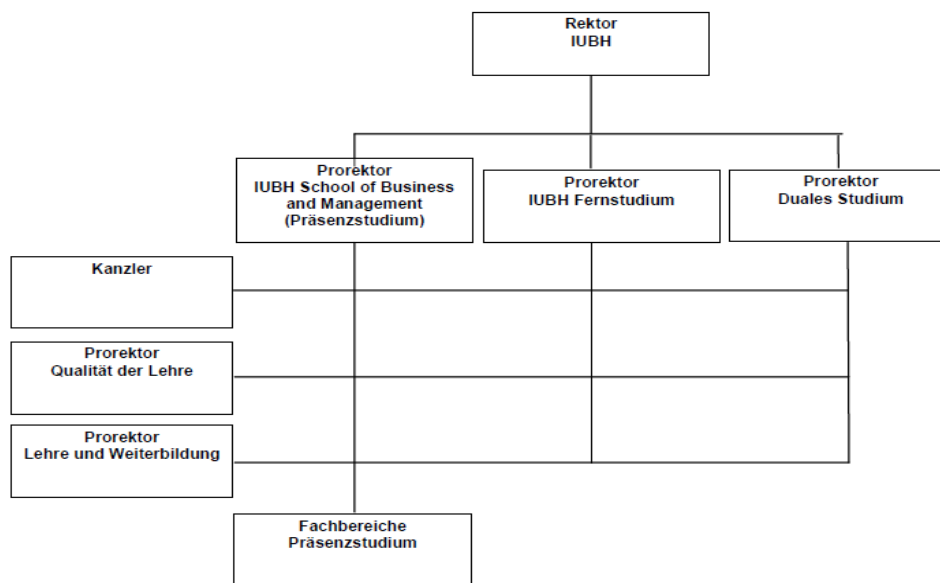 Rektor
IUBH
Prorektor
IUBH School of Business
and Management
(Präsenzstudium)
Prorektor
IUBH Fernstudium
Prorektor
Duales Studium
Kanzler
Prorektor
Qualität der Lehre
Prorektor
Lehre und Weiterbildung
Fachbereiche
Präsenzstudium